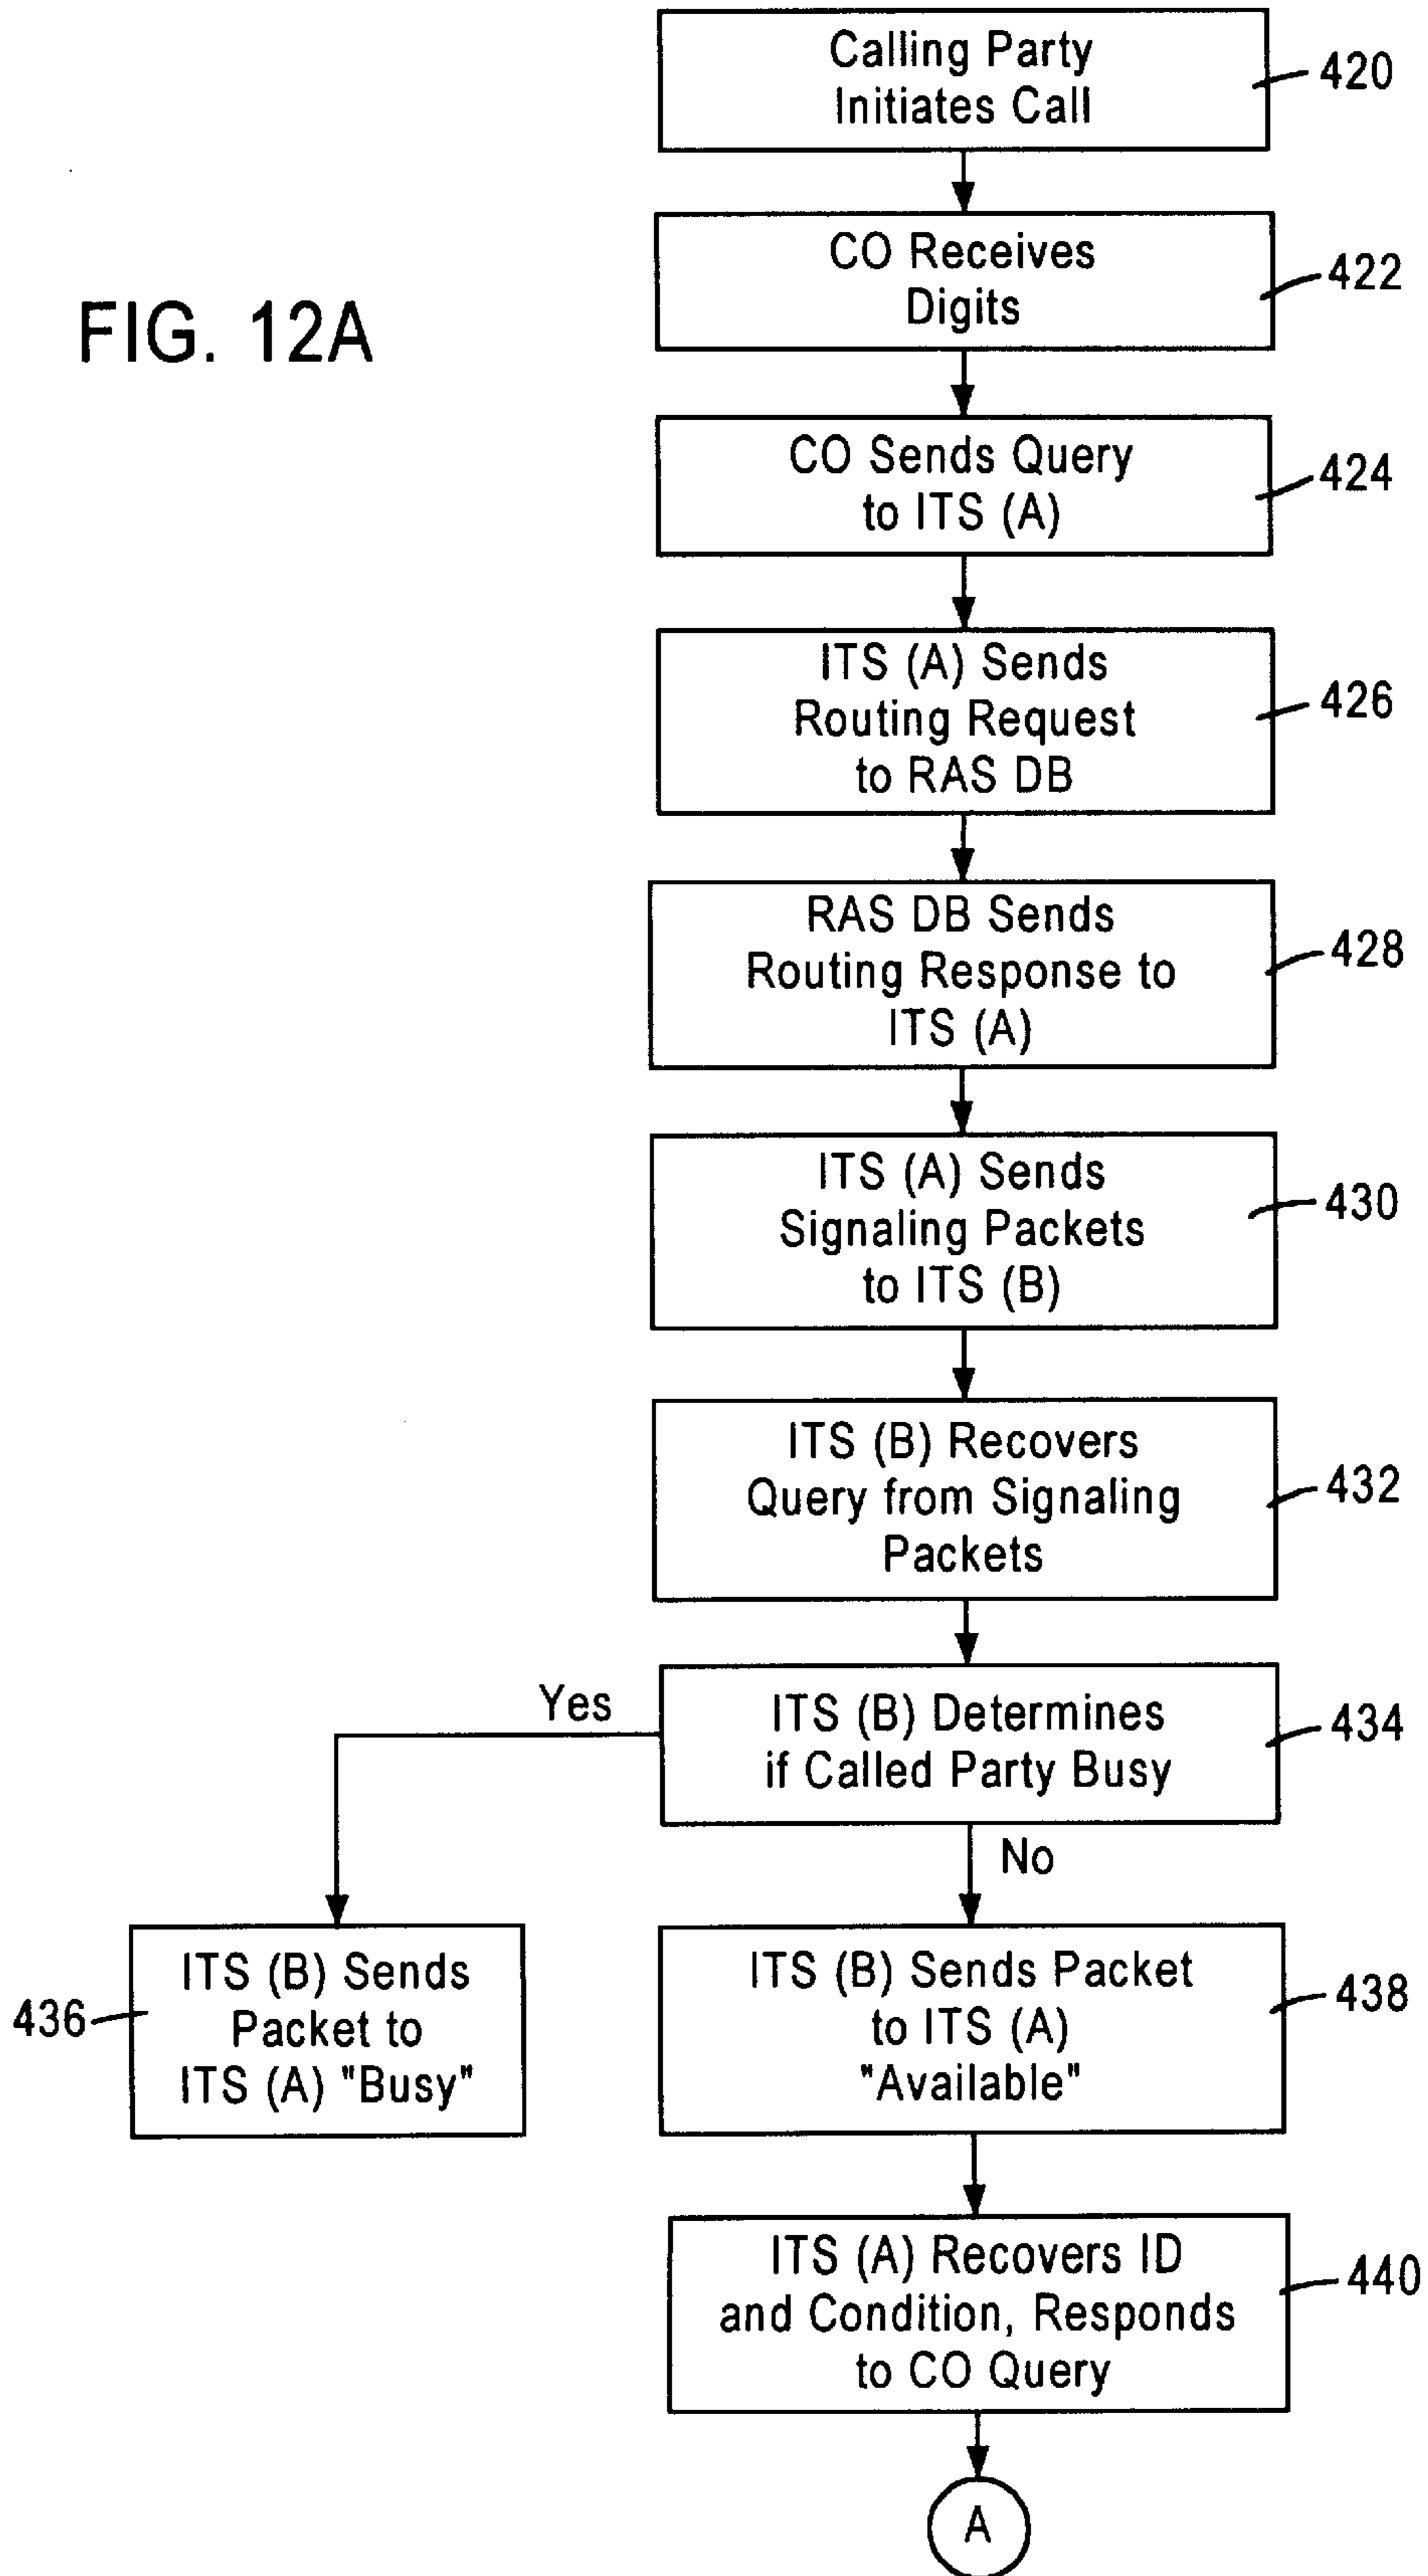 Calling Party
Initiates Call
420
CO Receives
Digits
422
FIG. 12A
CO Sends Query
to ITS (A)
424
ITS (A) Sends
Routing Request
to RAS DB
426
RAS DB Sends
Routing Response to
ITS (A)
428
ITS (A) Sends
Signaling Packets
to ITS (B)
430
ITS (B) Recovers
Query from Signaling
Packets
432
ITS (B) Determines
if Called Party Busy
434
Yes
No
ITS (B) Sends
Packet to
ITS (A) "Busy"
436
ITS (B) Sends Packet
to ITS (A)
"Available"
438
ITS (A) Recovers ID
and Condition, Responds
to CO Query
440
A